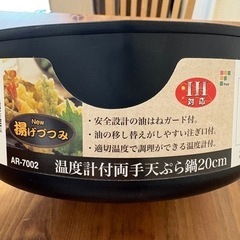 New
揚げづつみ
IH
対応
・安全設計の油はねガード付。
・油の移し替えがしやすい注ぎ口付。
・適切温度で調理ができる温度計付。
AR-7002
温度計付両手天ぷら鍋20cm